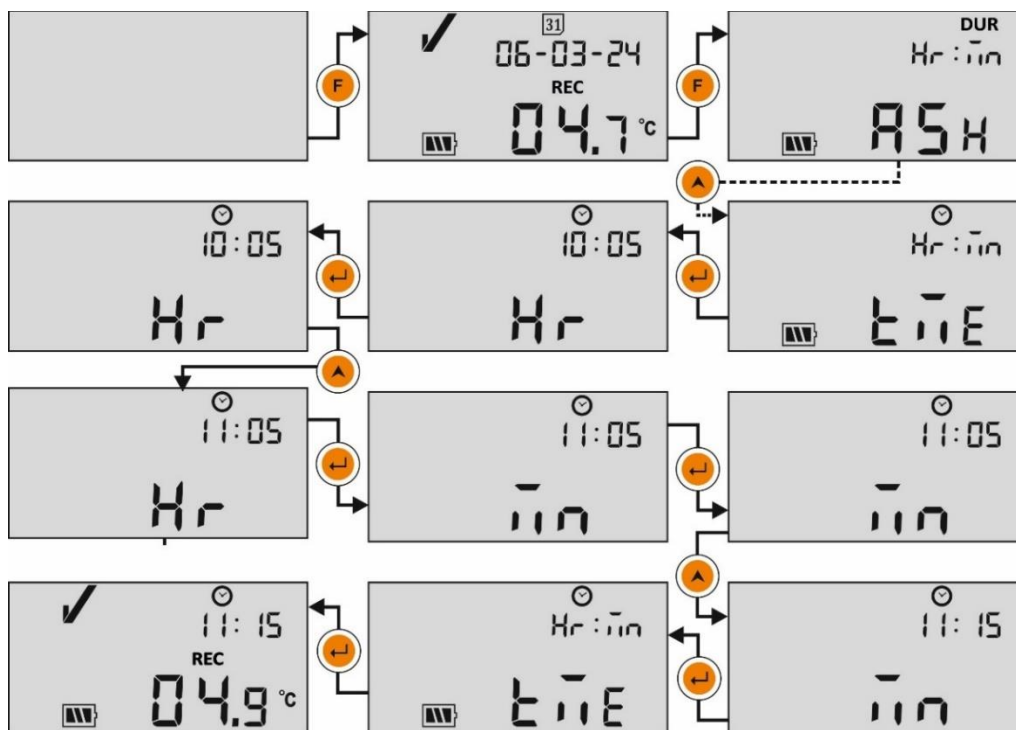 F
31
06-03-24
REC
04.7 °C
F
DUR
Hr:mn
ASH
10:05
Hr
10:05
Hr
Hr:mn
tmE
11:05
Hr
11:05
mn
11:05
mn
11:15
REC
04.9 °C
Hr:mn
tmE
11:15
mn